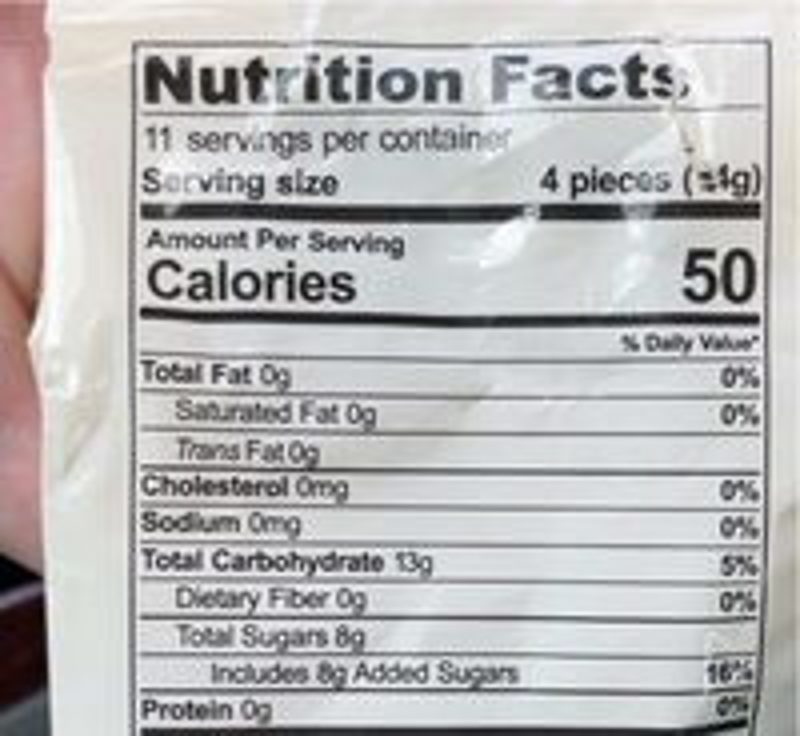 Nutrition Facts
11 servings per container
Serving size 4 pieces
Amount Per Serving
Calories 50
% Daily Value*
Total Fat 0g 0%
Saturated Fat 0g 0%
Trans Fat 0g
Cholesterol 0mg 0%
Sodium 0mg 0%
Total Carbohydrate 13g 5%
Dietary Fiber 0g 0%
Total Sugars 8g
Includes 8g Added Sugars 16%
Protein 0g 0%